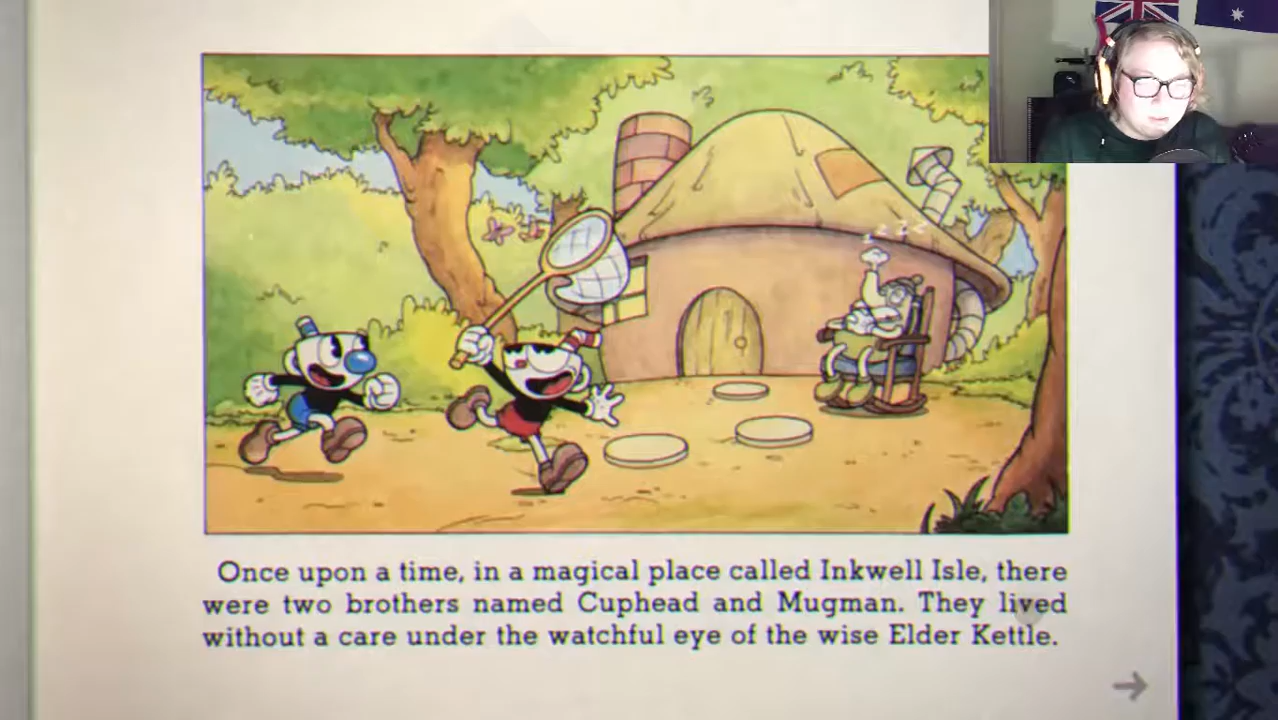 z z z z
Once upon a time, in a magical place called Inkwell Isle, there
were two brothers named Cuphead and Mugman. They lived
without a care under the watchful eye of the wise Elder Kettle.